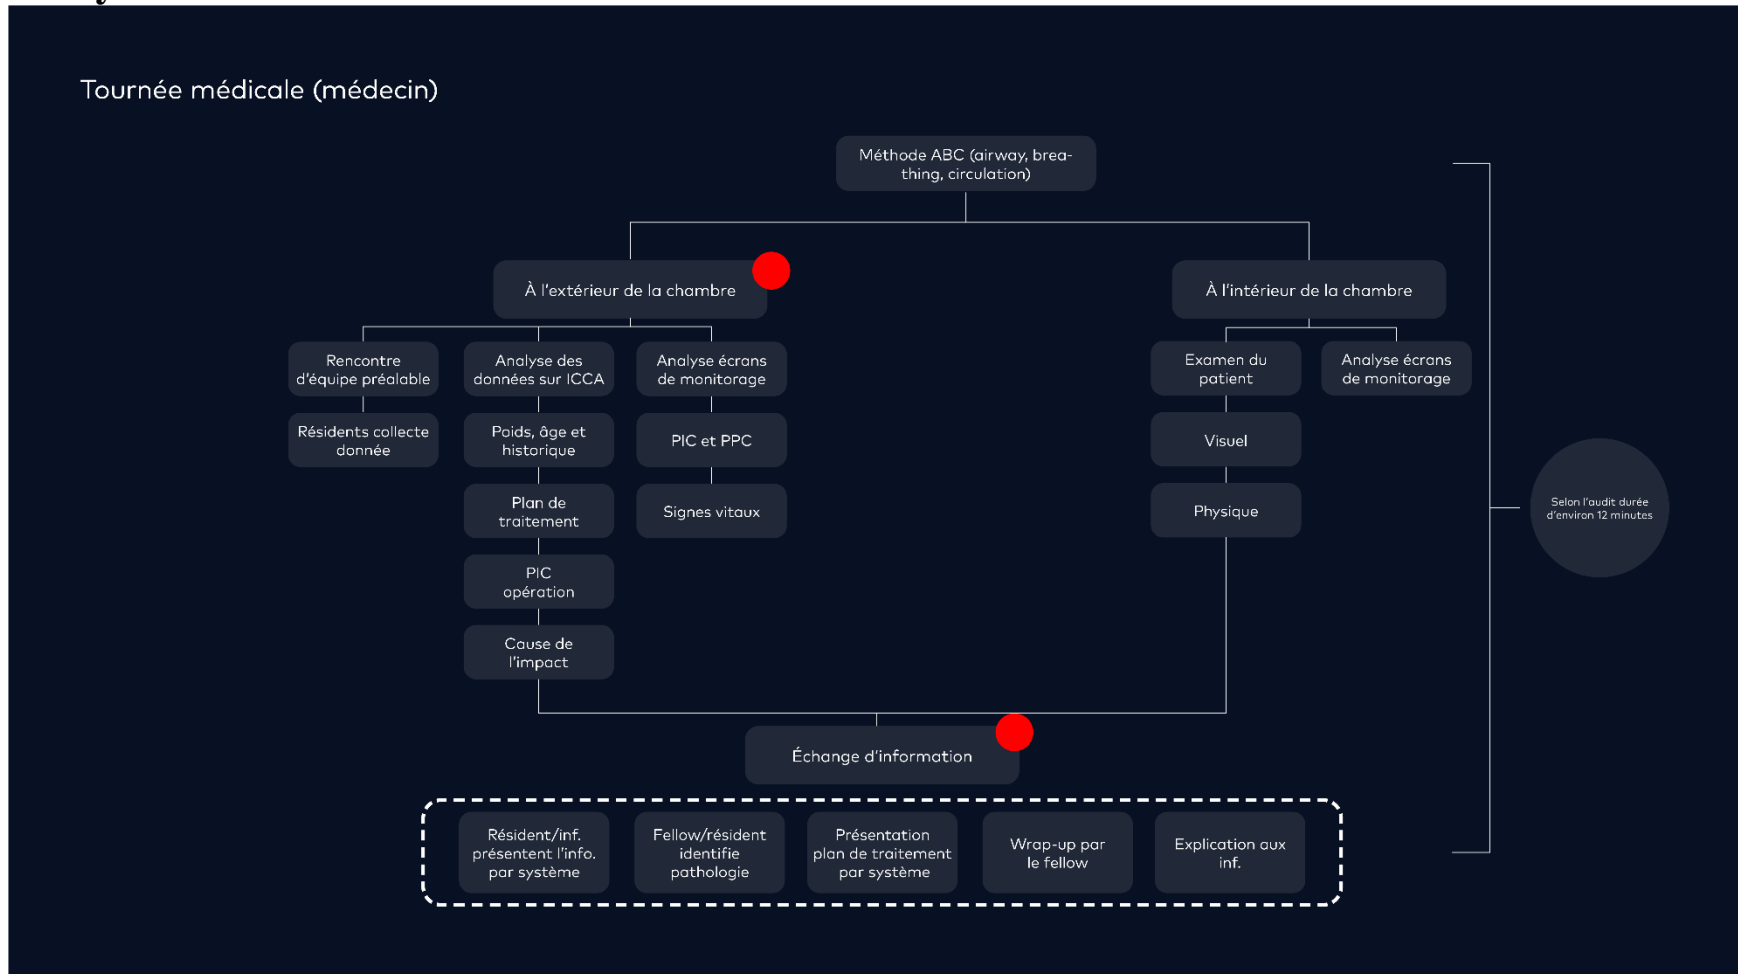 Tournée médicale (médecin)
Méthode ABC (airway, brea-
thing, circulation)
À l'extérieur de la chambre
À l'intérieur de la chambre
Rencontre
d'équipe préalable
Analyse des
données sur ICCA
Analyse écrans
de monitorage
Examen du
patient
Analyse écrans
de monitorage
Résidents collecte
donnée
Poids, âge et
historique
PIC et PPC
Visuel
Plan de
traitement
Signes vitaux
Physique
Selon l'audit durée
d'environ 12 minutes
PIC
opération
Cause de
l'impact
Échange d'information
Résident/inf.
présentent l'info.
par système
Fellow/résident
identifie
pathologie
Présentation
plan de traitement
par système
Wrap-up par
le fellow
Explication aux
inf.